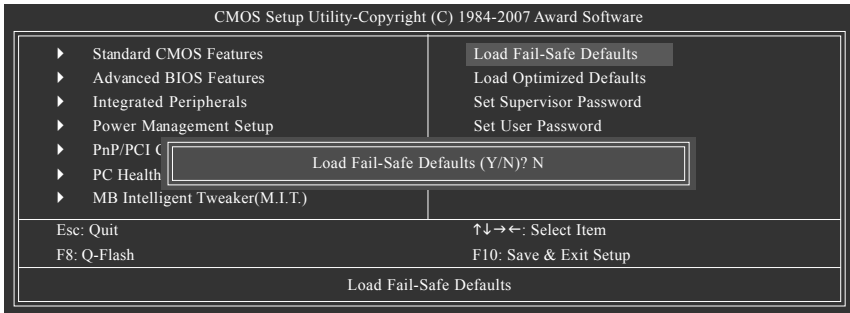 CMOS Setup Utility-Copyright (C) 1984-2007 Award Software
Standard CMOS Features
Advanced BIOS Features
Integrated Peripherals
Power Management Setup
PnP/PCI
PC Health
MB Intelligent Tweaker(M.I.T.)
Load Fail-Safe Defaults
Load Optimized Defaults
Set Supervisor Password
Set User Password
Load Fail-Safe Defaults (Y/N)? N
Esc: Quit
↑↓→←: Select Item
F8: Q-Flash
F10: Save & Exit Setup
Load Fail-Safe Defaults